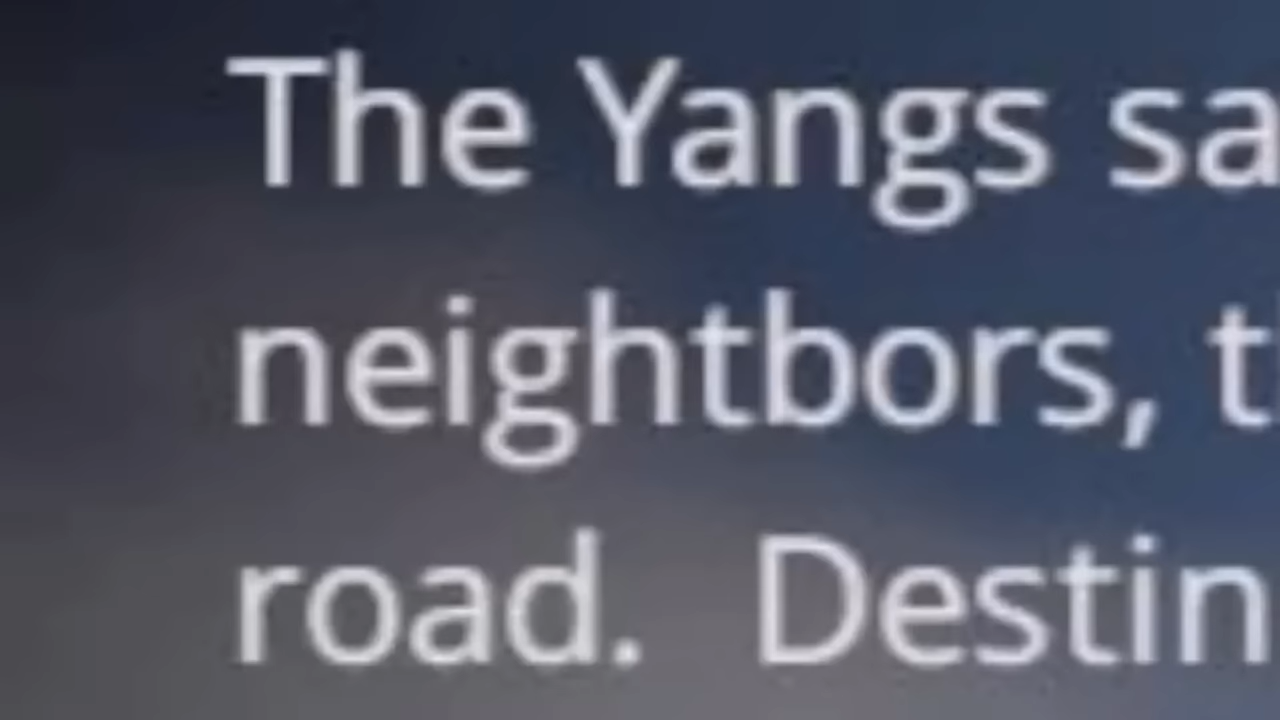 The Yangs sa
neightbors, t
road.  Destin